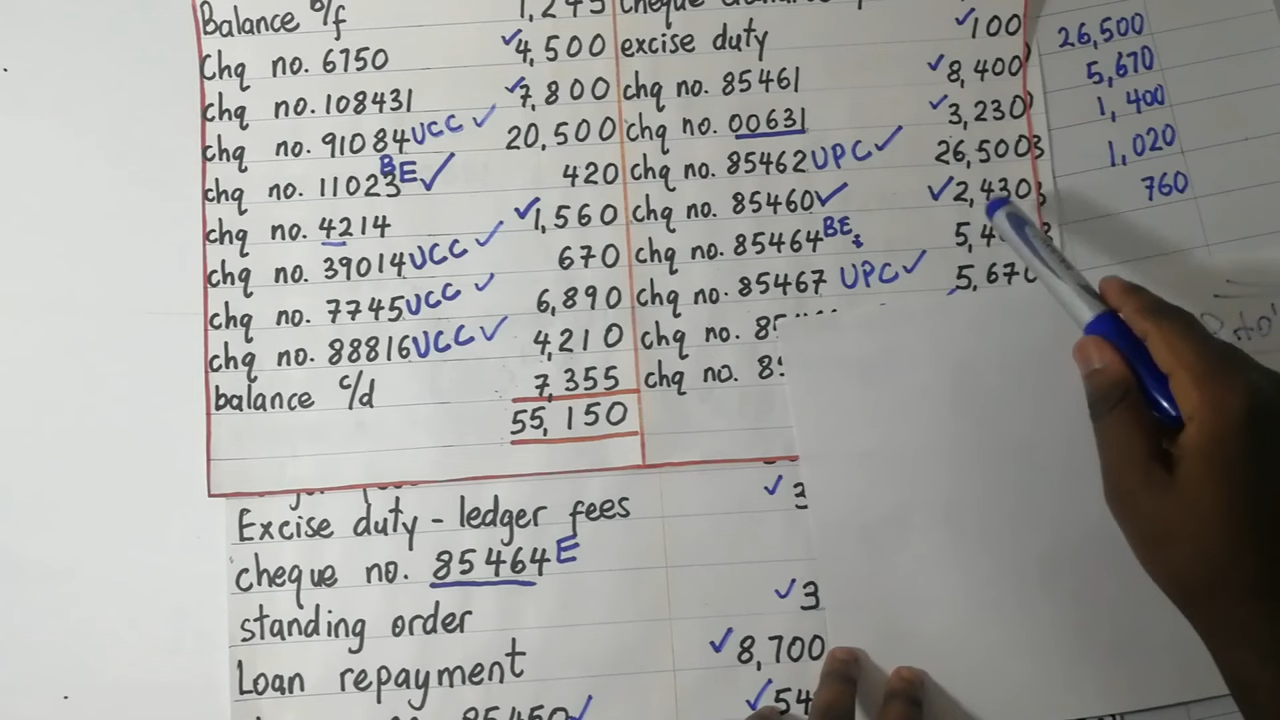 Balance b/f 1,245 cheque
chq no. 6750 ✓4,500 excise duty ✓100 26,500
chq no. 108431 ✓7,800 chq no. 85461 ✓8,400 5,670
chq no. 91084 UCC ✓ 20,500 chq no. 00631 ✓3,230 1,400
chq no. 11023 BE ✓ 420 chq no. 85462 UPC ✓ 26,500 1,020
chq no. 4214 ✓1,560 chq no. 85460 ✓ ✓2,430 760
chq no. 39014 UCC ✓ 670 chq no. 85464 BE
chq no. 7745 UCC ✓ 6,890 chq no. 85467 UPC ✓ 5,670
chq no. 88816 UCC ✓ 4,210 chq no.
balance c/d 7,355 chq no.
55,150
Excise duty - ledger fees ✓
cheque no. 85464 E
standing order ✓3
Loan repayment ✓8,700